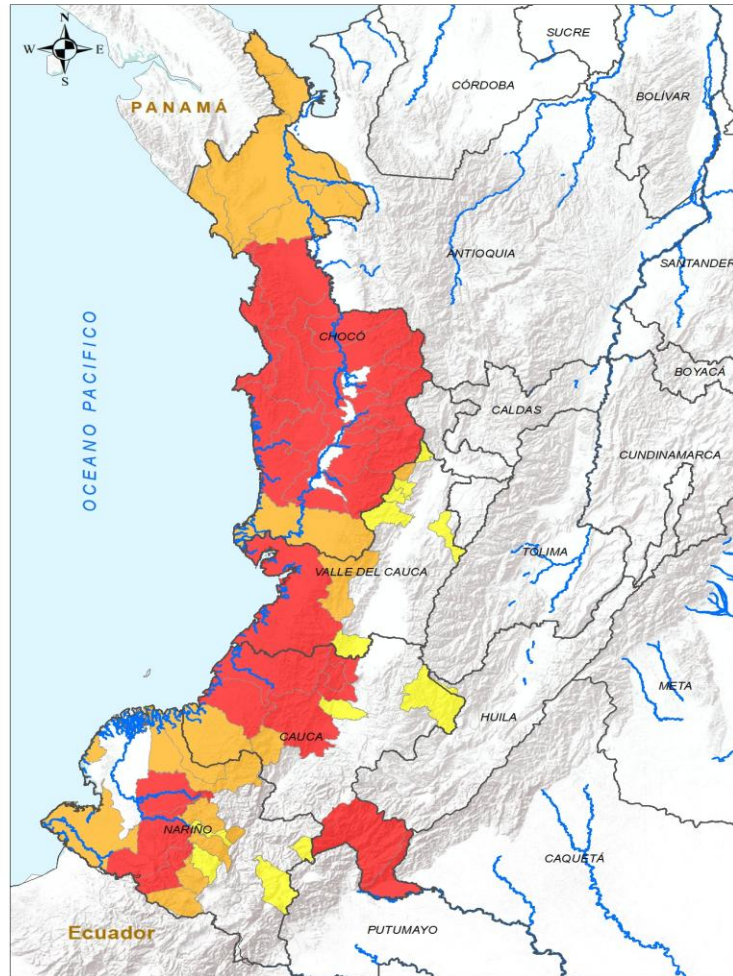 N
W E
S
SUCRE
CÓRDOBA
PANAMÁ
BOLÍVAR
ANTIOQUIA
SANTANDER
OCEANO PACIFICO
CHOCÓ
BOYACÁ
CALDAS
CUNDINAMARCA
TOLIMA
VALLE DEL CAUCA
META
HUILA
CAUCA
NARIÑO
CAQUETÁ
Ecuador
PUTUMAYO